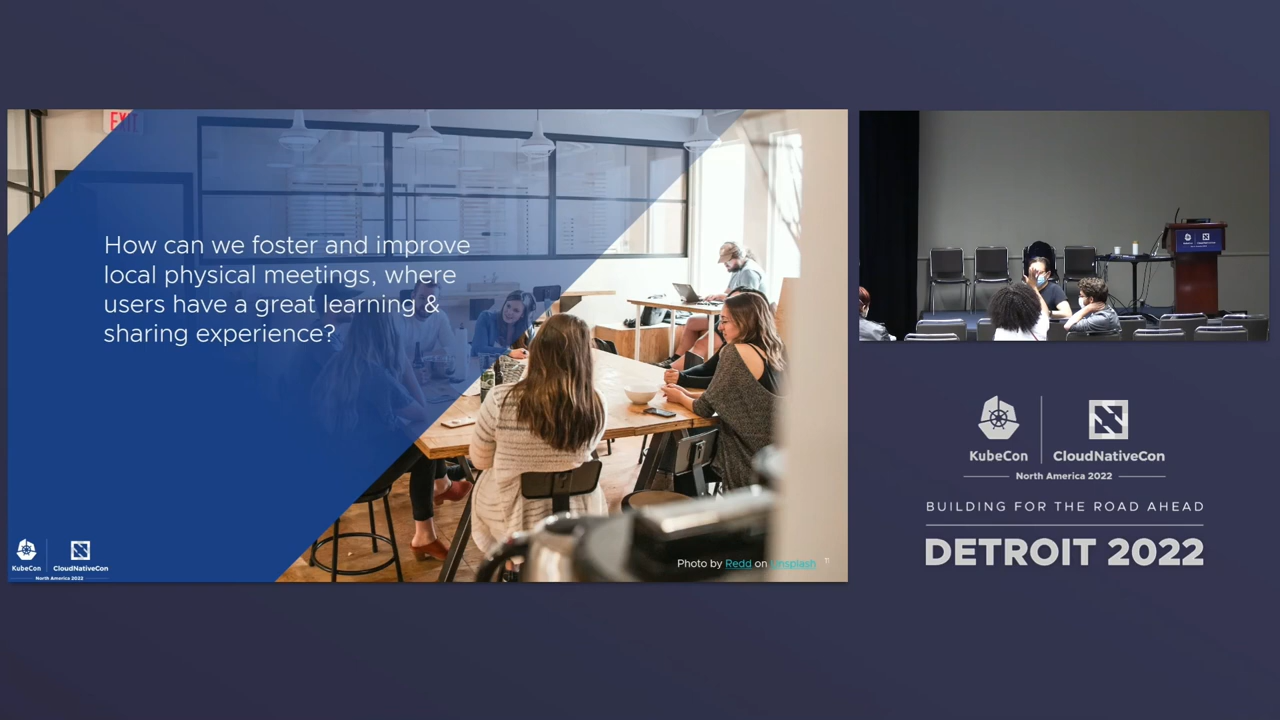 EXIT
How can we foster and improve
local physical meetings, where
users have a great learning &
sharing experience?
KubeCon
CloudNativeCon
North America 2022
Photo by Redd on Unsplash
11
KubeCon
CloudNativeCon
North America 2022
BUILDING FOR THE ROAD AHEAD
DETROIT 2022